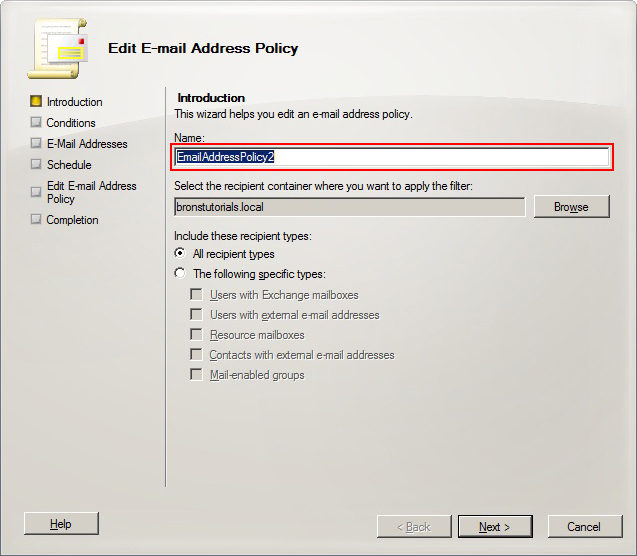 Edit E-mail Address Policy
Introduction
Conditions
E-Mail Addresses
Schedule
Edit E-mail Address
Policy
Completion
Introduction
This wizard helps you edit an e-mail address policy.
Name:
EmailAddressPolicy2
Select the recipient container where you want to apply the filter:
bronstutorials.local
Browse
Include these recipient types:
All recipient types
The following specific types:
Users with Exchange mailboxes
Users with external e-mail addresses
Resource mailboxes
Contacts with external e-mail addresses
Mail-enabled groups
Help
< Back
Next >
Cancel